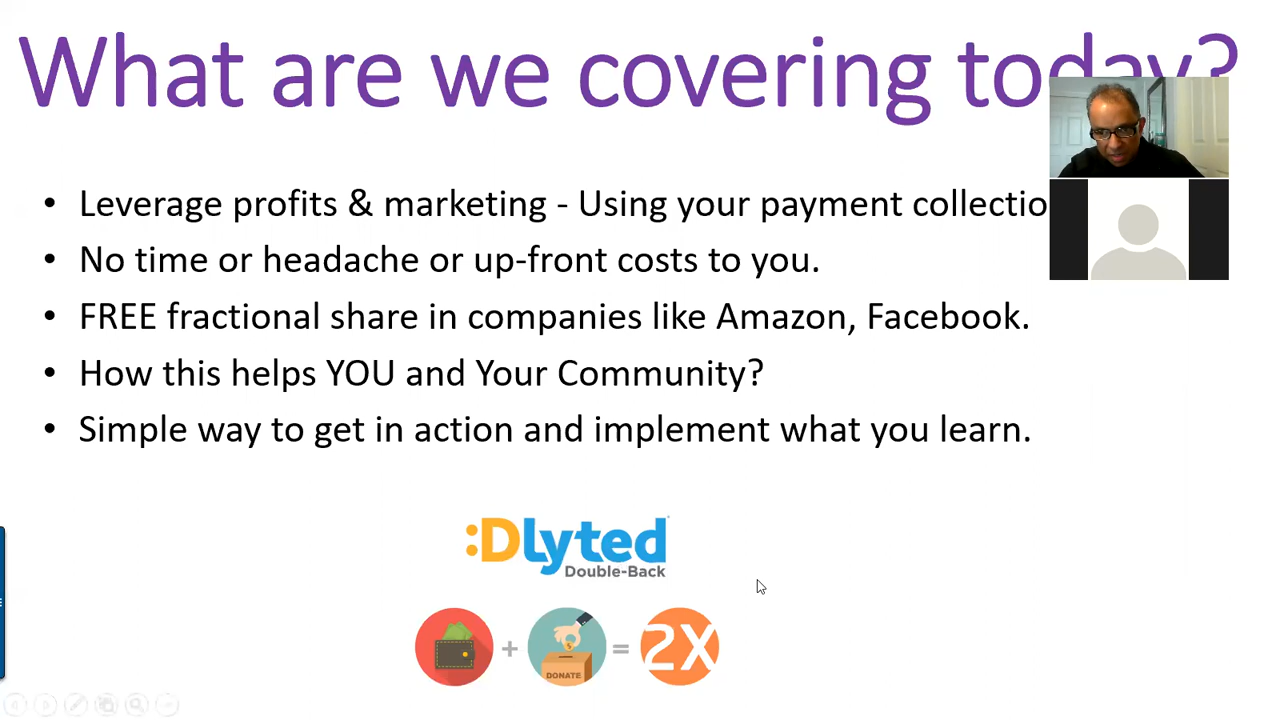 What are we covering today?
• Leverage profits & marketing - Using your payment
• No time or headache or up-front costs to you.
• FREE fractional share in companies like Amazon, Facebook.
• How this helps YOU and Your Community?
• Simple way to get in action and implement what you learn.
:Dlyted
Double-Back
+ DONATE = 2X